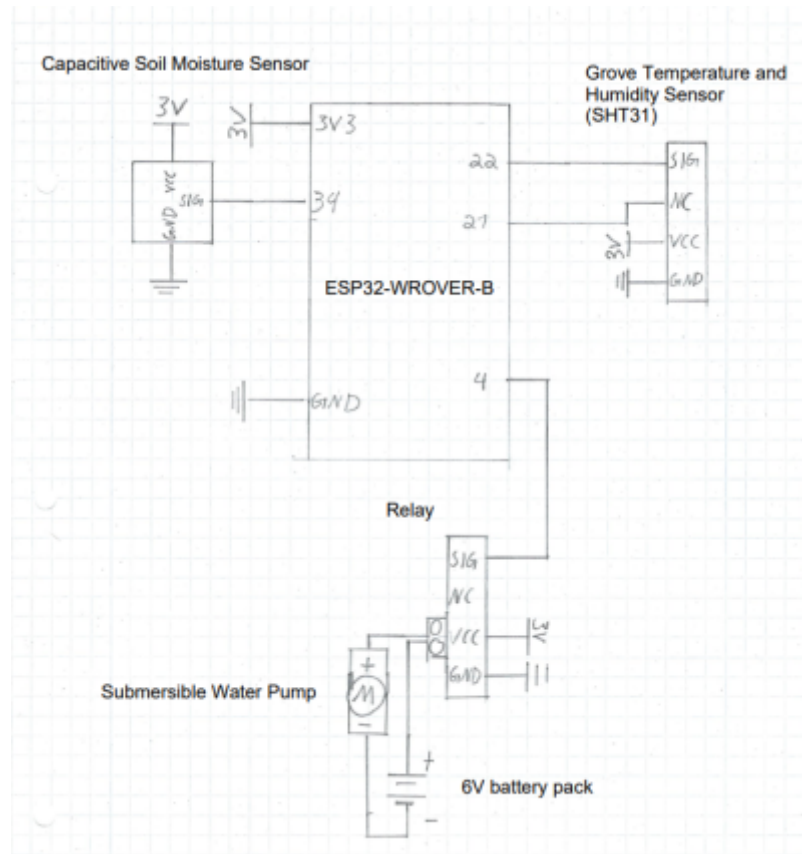 Capacitive Soil Moisture Sensor
Grove Temperature and
Humidity Sensor
(SHT31)
3V
3V
3V3
VCC
SIG
GND
34
22
21
SIG
NC
3V
VCC
GND
ESP32-WROVER-B
GND
4
Relay
SIG
NC
VCC
3V
GND
+
M
-
Submersible Water Pump
+
6V battery pack
-